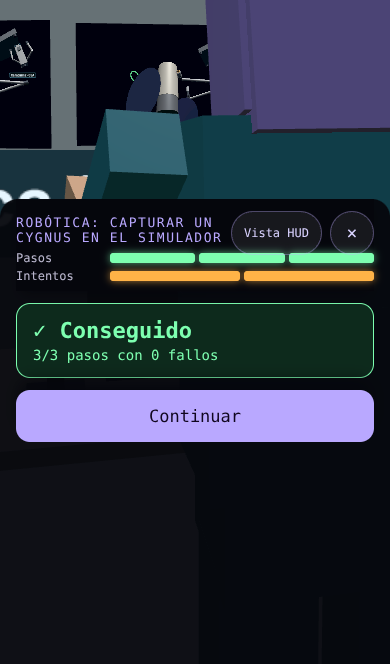 ROBÓTICA: CAPTURAR UN
CYGNUS EN EL SIMULADOR
Vista HUD
×
Pasos
Intentos
✓ Conseguido
3/3 pasos con 0 fallos
Continuar